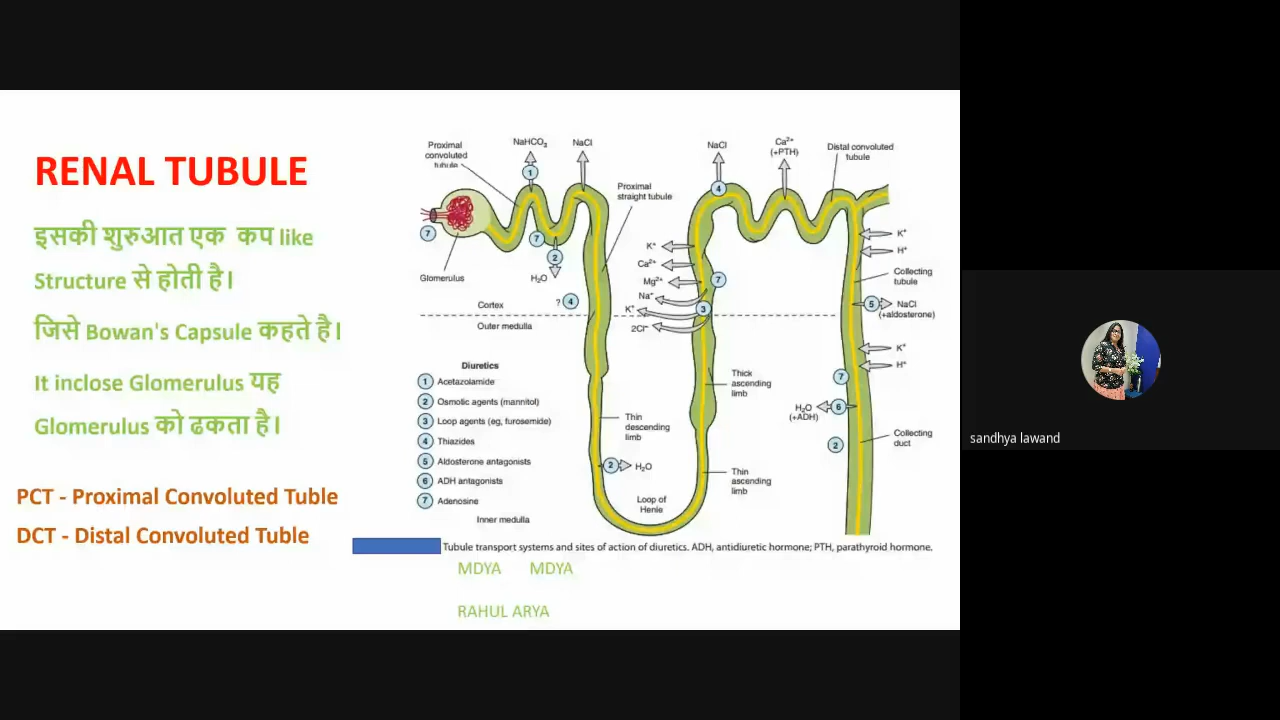 RENAL TUBULE
इसकी शुरुआत एक कप like
Structure से होती है।
जिसे Bowan's Capsule कहते है।
It inclose Glomerulus यह
Glomerulus को ढकता है।
PCT - Proximal Convoluted Tuble
DCT - Distal Convoluted Tuble
Proximal
convoluted
tubule
NaHCO₃
NaCl
NaCl
Ca²⁺
(+PTH)
Distal convoluted
tubule
1
4
Proximal
straight tubule
7
7
2
Glomerulus
H₂O
? 4
Cortex
Outer medulla
K⁺
Ca²⁺
Mg²⁺
Na⁺
K⁺
2Cl⁻
7
3
K⁺
H⁺
Collecting
tubule
5
NaCl
(+aldosterone)
K⁺
H⁺
7
H₂O
(+ADH)
6
2
Collecting
duct
Diuretics
1 Acetazolamide
2 Osmotic agents (mannitol)
3 Loop agents (eg, furosemide)
4 Thiazides
5 Aldosterone antagonists
6 ADH antagonists
7 Adenosine
Inner medulla
Thick
ascending
limb
Thin
descending
limb
2 H₂O
Thin
ascending
limb
Loop of
Henle
Tubule transport systems and sites of action of diuretics. ADH, antidiuretic hormone; PTH, parathyroid hormone.
MDYA MDYA
RAHUL ARYA
sandhya lawand